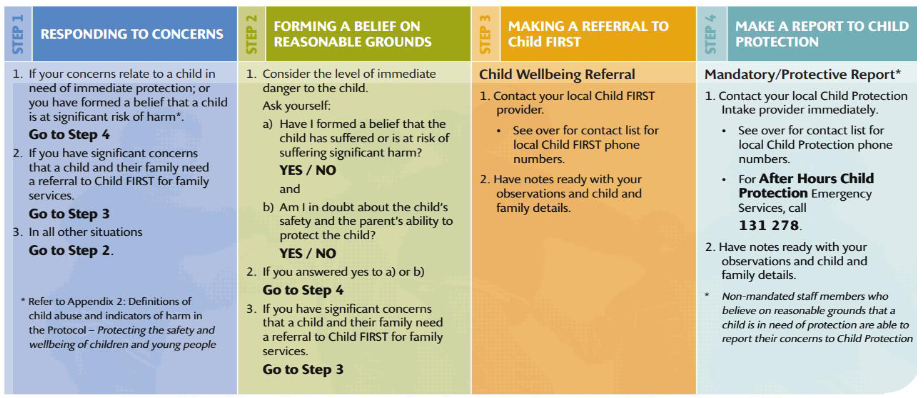 STEP 1
RESPONDING TO CONCERNS
1. If your concerns relate to a child in
need of immediate protection; or
you have formed a belief that a child
is at significant risk of harm*.
Go to Step 4
2. If you have significant concerns
that a child and their family need
a referral to Child FIRST for family
services.
Go to Step 3
3. In all other situations
Go to Step 2.
* Refer to Appendix 2: Definitions of
child abuse and indicators of harm in
the Protocol – Protecting the safety and
wellbeing of children and young people
STEP 2
FORMING A BELIEF ON
REASONABLE GROUNDS
1. Consider the level of immediate
danger to the child.
Ask yourself:
a) Have I formed a belief that the
child has suffered or is at risk of
suffering significant harm?
YES / NO
and
b) Am I in doubt about the child's
safety and the parent's ability to
protect the child?
YES / NO
2. If you answered yes to a) or b)
Go to Step 4
3. If you have significant concerns
that a child and their family need
a referral to Child FIRST for family
services.
Go to Step 3
STEP 3
MAKING A REFERRAL TO
Child FIRST
Child Wellbeing Referral
1. Contact your local Child FIRST
provider.
• See over for contact list for
local Child FIRST phone
numbers.
2. Have notes ready with your
observations and child and
family details.
STEP 4
MAKE A REPORT TO CHILD
PROTECTION
Mandatory/Protective Report*
1. Contact your local Child Protection
Intake provider immediately.
• See over for contact list for
local Child Protection phone
numbers.
• For After Hours Child
Protection Emergency
Services, call
131 278.
2. Have notes ready with your
observations and child and
family details.
* Non-mandated staff members who
believe on reasonable grounds that a
child is in need of protection are able to
report their concerns to Child Protection